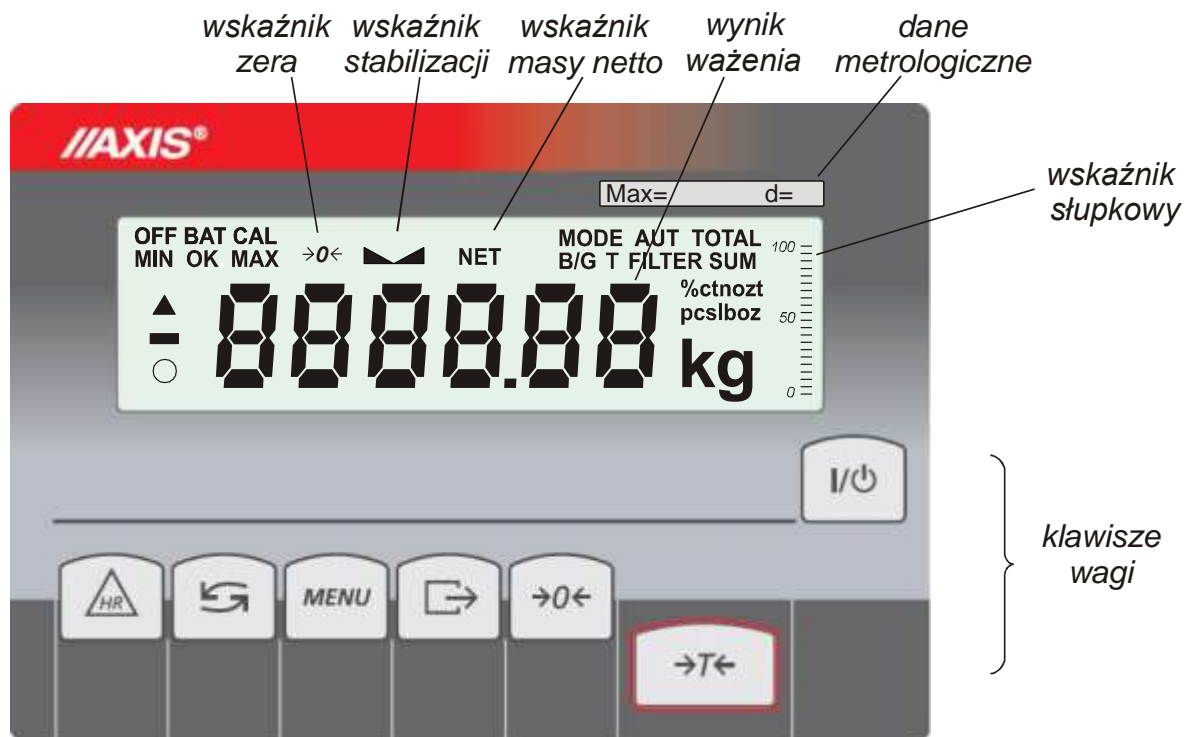 wskaźnik wskaźnik wskaźnik wynik dane
zera stabilizacji masy netto ważenia metrologiczne
//AXIS®
Max= d=
wskaźnik
słupkowy
OFF BAT CAL MODE AUT TOTAL 100
MIN OK MAX →0← NET B/G T FILTER SUM
%ctnozt
pcslboz 50
888888.88 kg
0
I/⏻
klawisze
wagi
HR MENU →0←
→T←